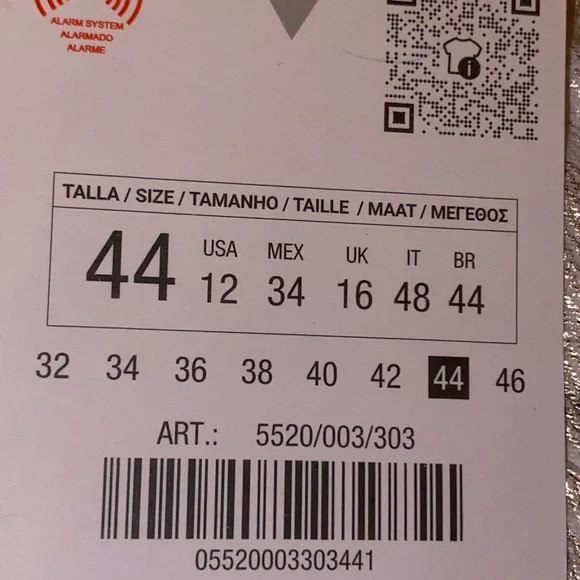 ALARM SYSTEM
ALARMADO
ALARME
TALLA / SIZE / TAMANHO / TAILLE / MAAT / ΜΕΓΕΘΟΣ
44 USA MEX UK IT BR
12 34 16 48 44
32 34 36 38 40 42 44 46
ART.: 5520/003/303
05520003303441